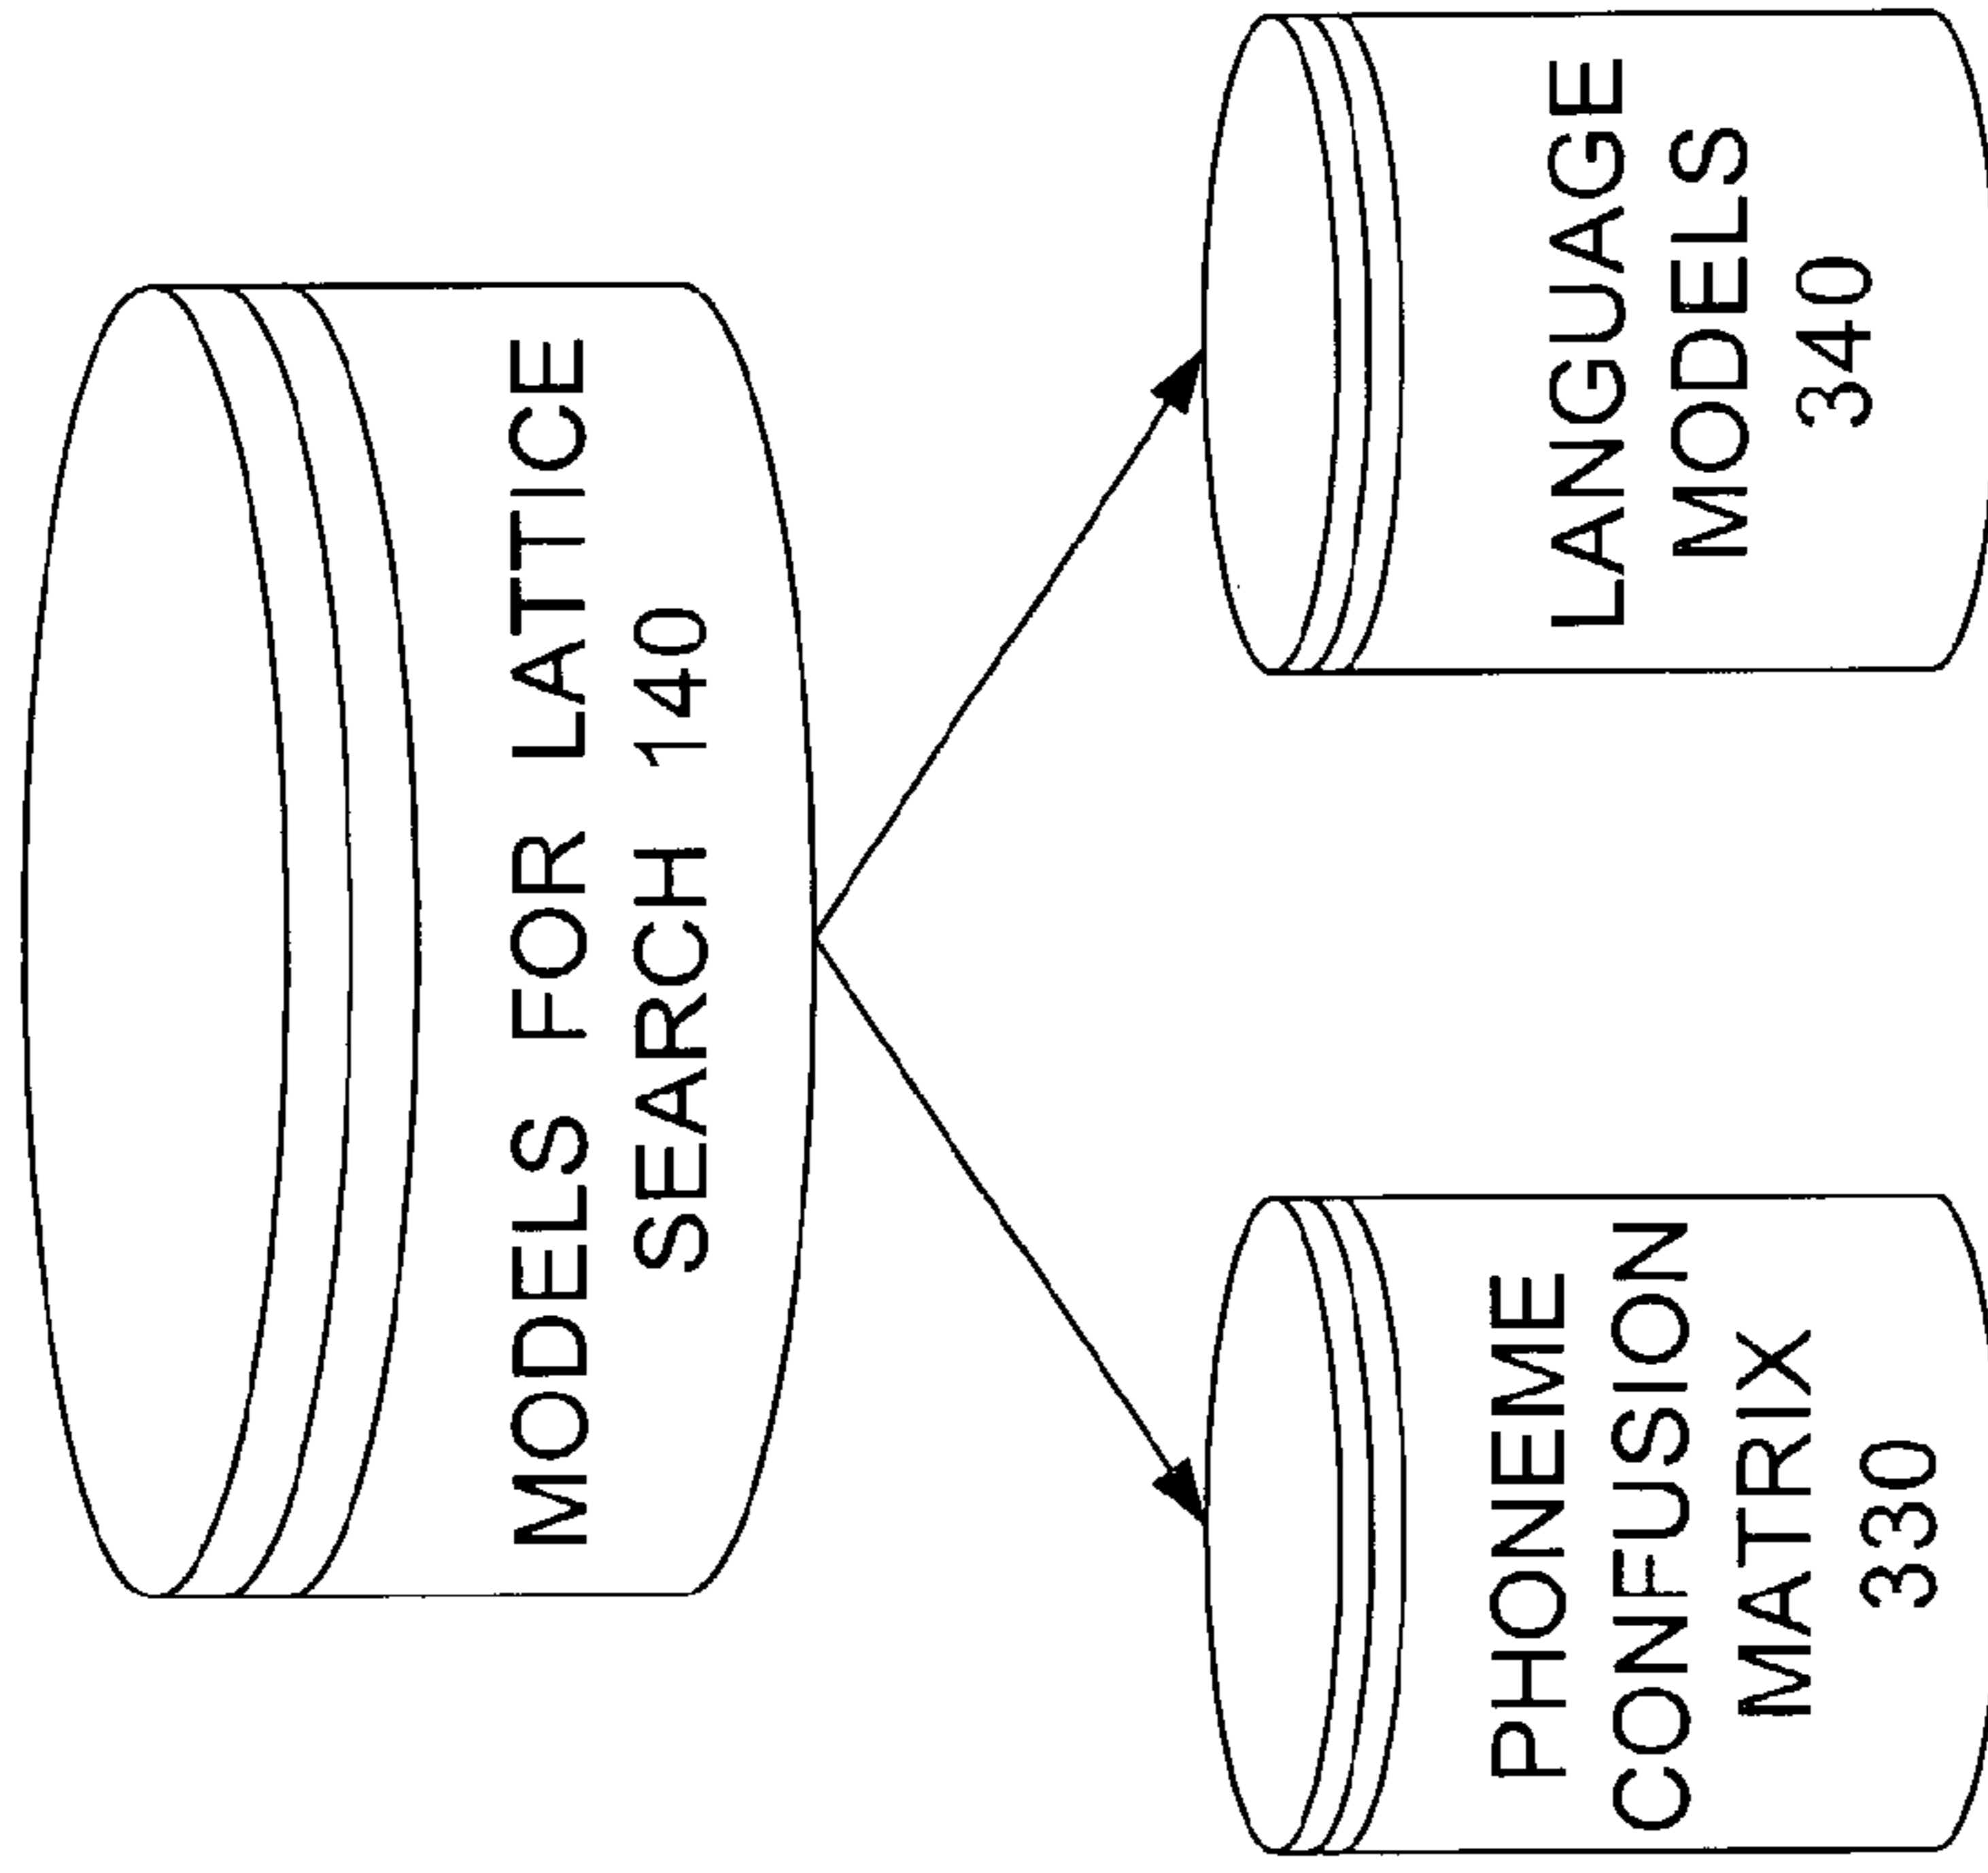 MODELS FOR LATTICE
SEARCH 140
PHONEME
CONFUSION
MATRIX
330
LANGUAGE
MODELS
340